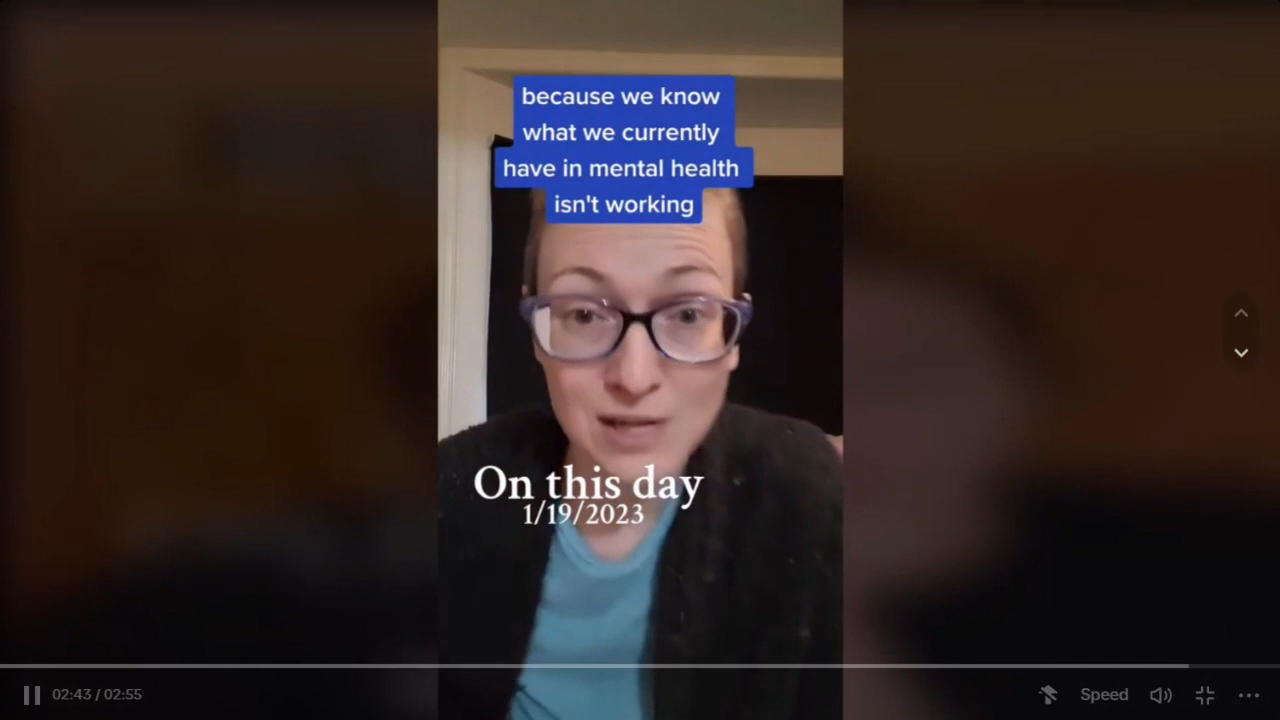 because we know
what we currently
have in mental health
isn't working
On this day
1/19/2023
02:43 / 02:55
Speed